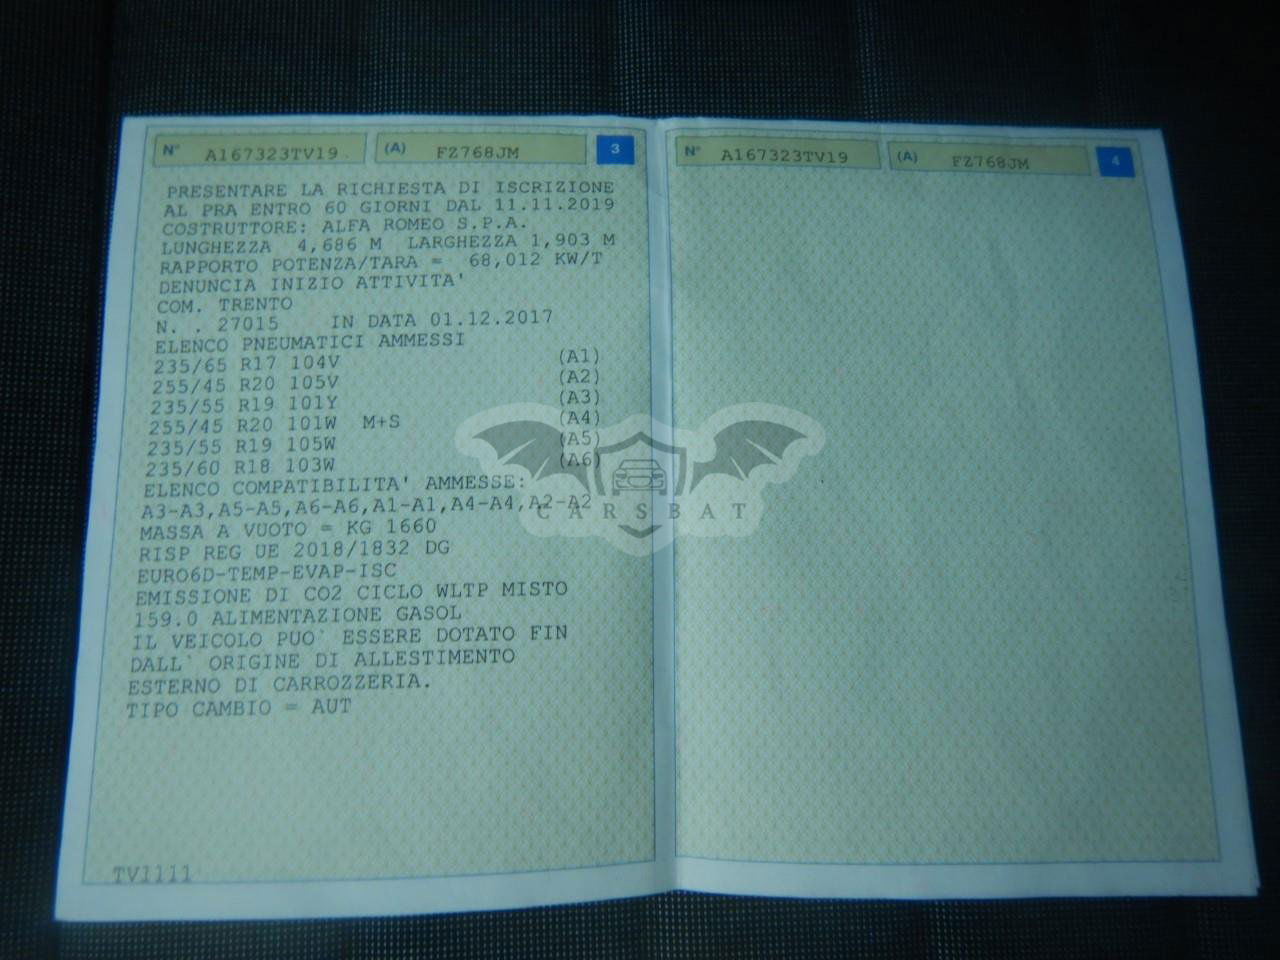 N° A167323TV19 (A) FZ768JM 3
PRESENTARE LA RICHIESTA DI ISCRIZIONE
AL PRA ENTRO 60 GIORNI DAL 11.11.2019
COSTRUTTORE: ALFA ROMEO S.P.A.
LUNGHEZZA 4,686 M LARGHEZZA 1,903 M
RAPPORTO POTENZA/TARA = 68,012 KW/T
DENUNCIA INIZIO ATTIVITA'
COM. TRENTO
N. . 27015 IN DATA 01.12.2017
ELENCO PNEUMATICI AMMESSI
235/65 R17 104V (A1)
255/45 R20 105V (A2)
235/55 R19 101Y (A3)
255/45 R20 101W M+S (A4)
235/55 R19 105W (A5)
235/60 R18 103W (A6)
ELENCO COMPATIBILITA' AMMESSE:
A3-A3,A5-A5,A6-A6,A1-A1,A4-A4,A2-A2
MASSA A VUOTO = KG 1660
RISP REG UE 2018/1832 DG
EURO6D-TEMP-EVAP-ISC
EMISSIONE DI CO2 CICLO WLTP MISTO
159.0 ALIMENTAZIONE GASOL
IL VEICOLO PUO` ESSERE DOTATO FIN
DALL` ORIGINE DI ALLESTIMENTO
ESTERNO DI CARROZZERIA.
TIPO CAMBIO = AUT
TV1111
N° A167323TV19 (A) FZ768JM 4
CARSBAT